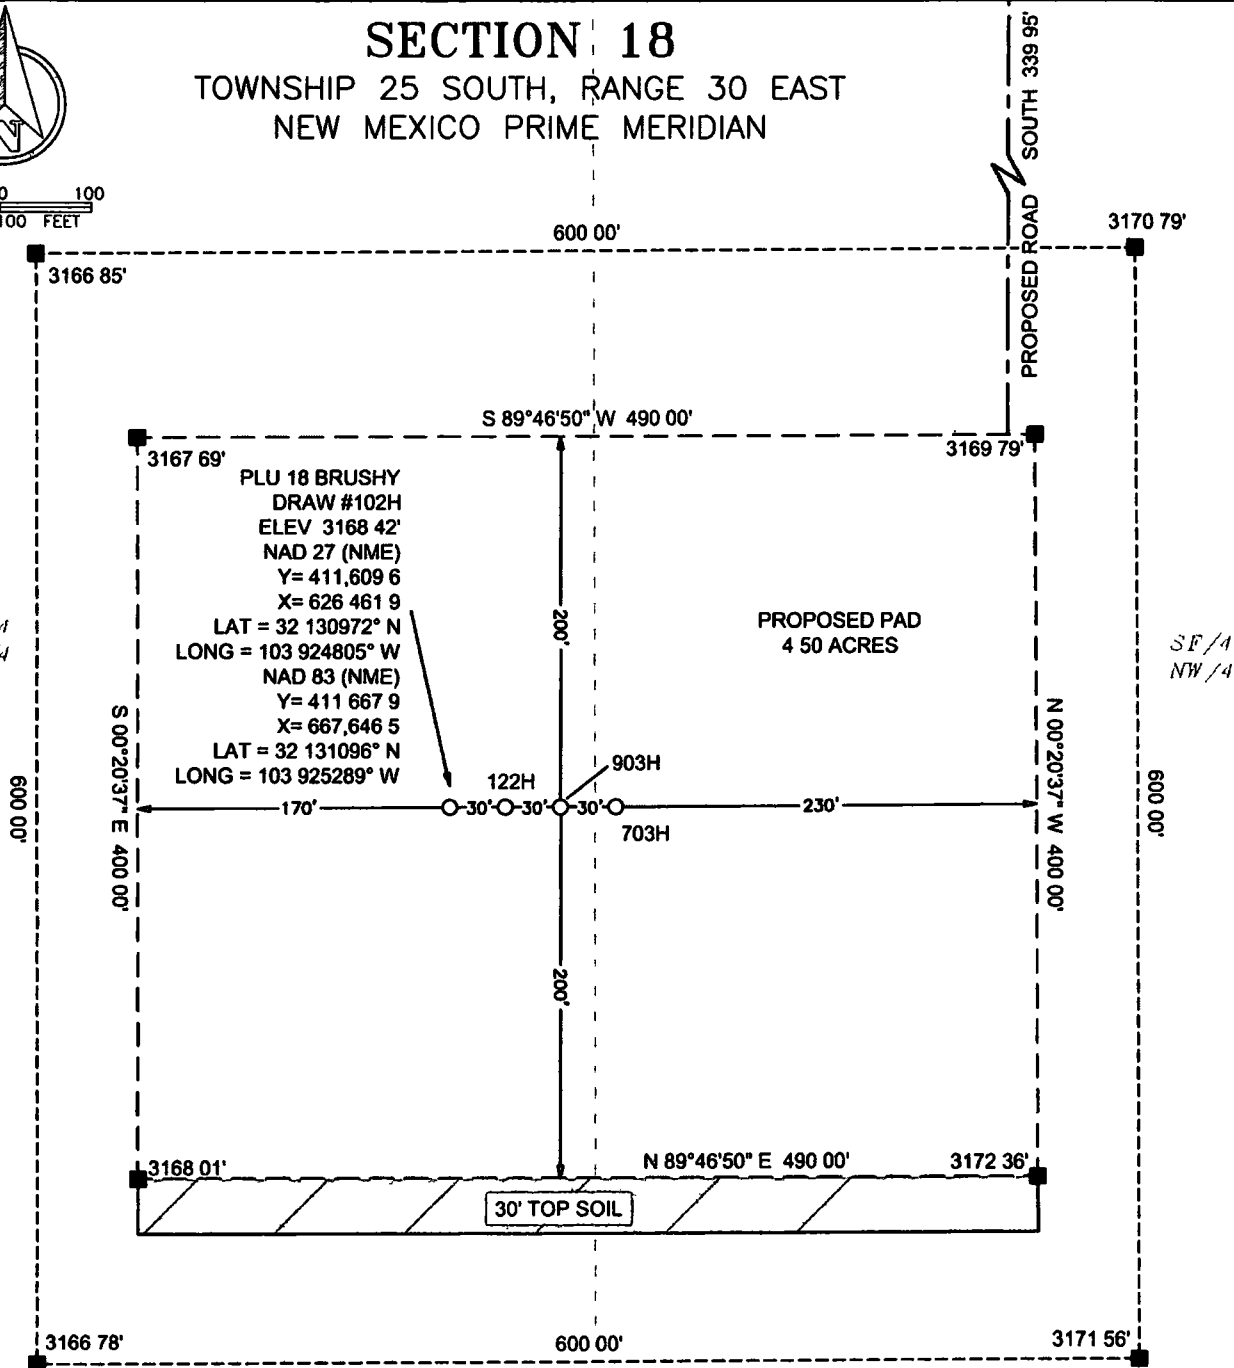 SECTION 18
TOWNSHIP 25 SOUTH, RANGE 30 EAST
NEW MEXICO PRIME MERIDIAN
N
0 100
100 FEET
PROPOSED ROAD SOUTH 339 95'
600 00'
3170 79'
3166 85'
S 89°46'50" W 490 00'
3167 69'
3169 79'
PLU 18 BRUSHY
DRAW #102H
ELEV 3168 42'
NAD 27 (NME)
Y= 411,609 6
X= 626 461 9
LAT = 32 130972° N
LONG = 103 924805° W
NAD 83 (NME)
Y= 411 667 9
X= 667,646 5
LAT = 32 131096° N
LONG = 103 925289° W
200'
PROPOSED PAD
4 50 ACRES
SF/4
NW/4
S 00°20'37" E 400 00'
N 00°20'37" W 400 00'
600 00'
600 00'
122H
903H
170'
30'
30'
30'
230'
703H
200'
3168 01'
N 89°46'50" E 490 00'
3172 36'
30' TOP SOIL
3166 78'
600 00'
3171 56'